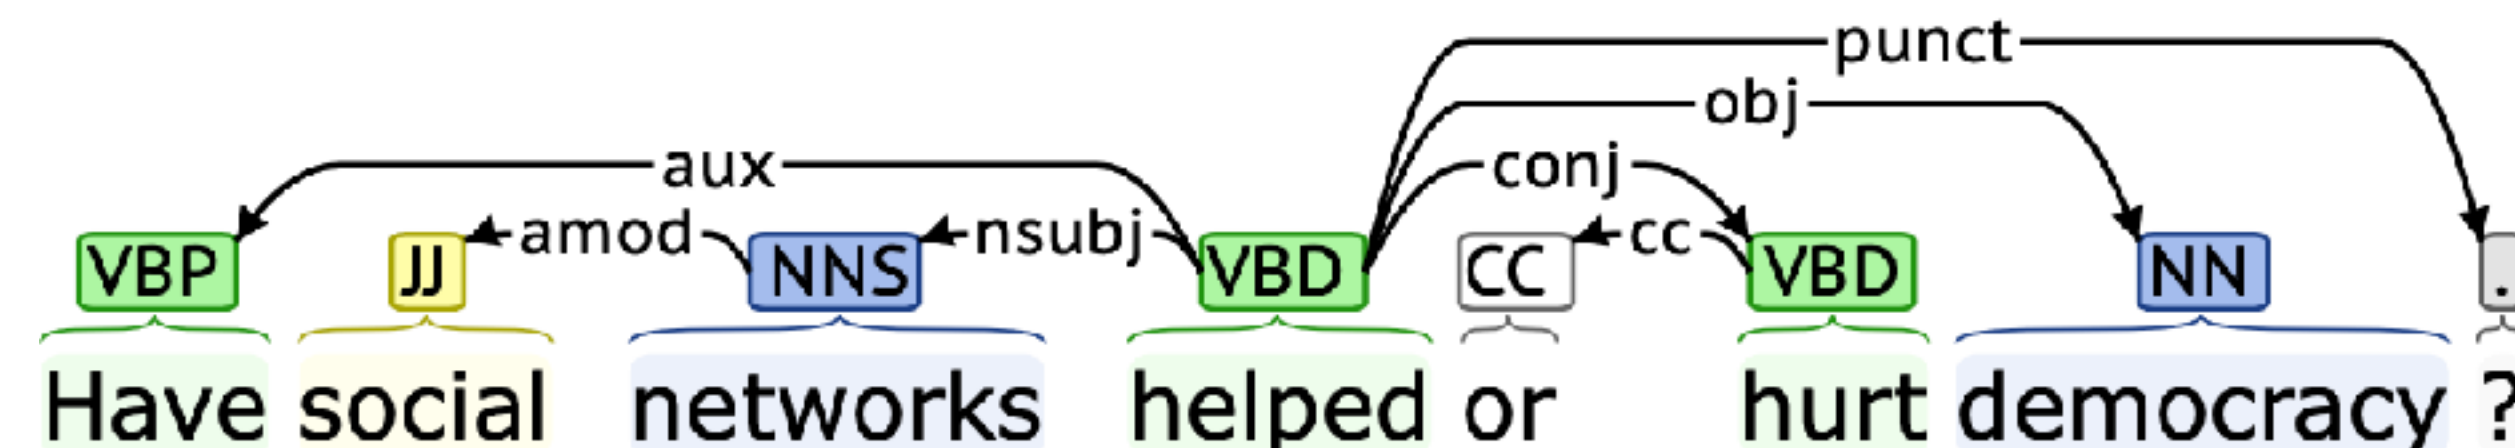 punct
obj
aux conj
amod nsubj cc
VBP JJ NNS VBD CC VBD NN .
Have social networks helped or hurt democracy ?